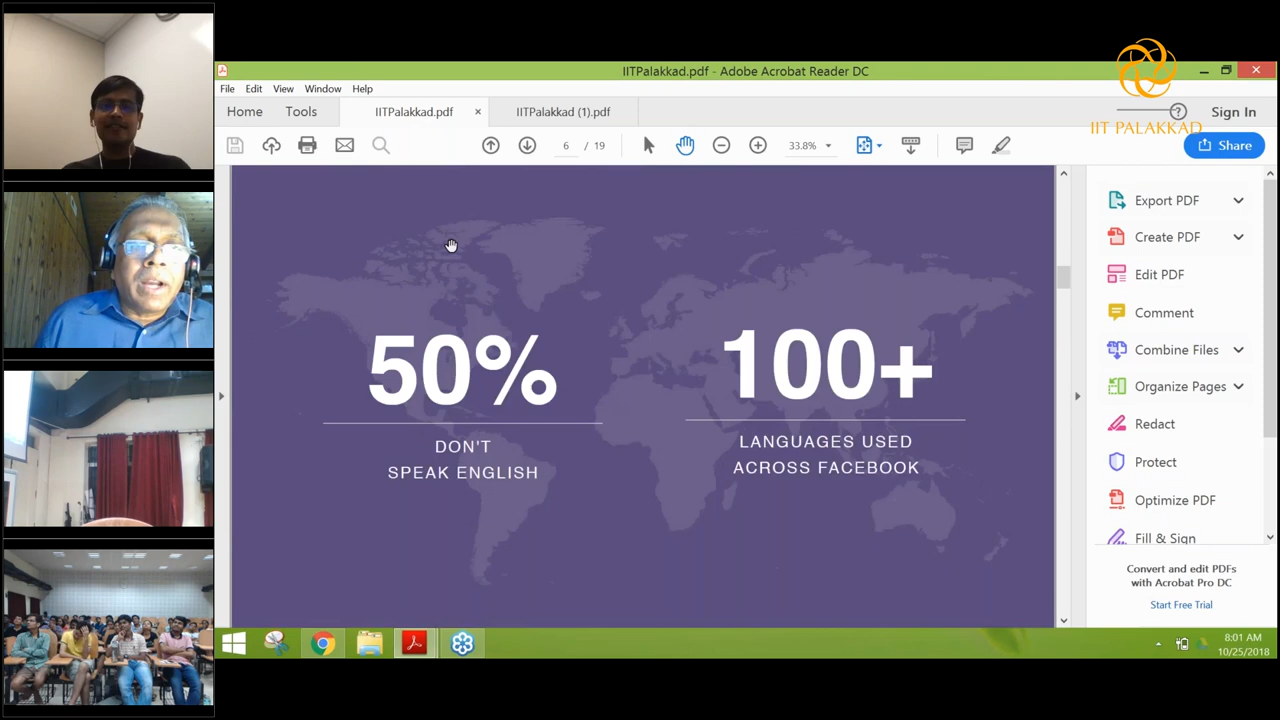 IITPalakkad.pdf - Adobe Acrobat Reader DC
IIT PALAKKAD
File Edit View Window Help
Home Tools IITPalakkad.pdf × IITPalakkad (1).pdf ? Sign In
6 / 19 33.8% Share
50%
DON'T
SPEAK ENGLISH
100+
LANGUAGES USED
ACROSS FACEBOOK
Export PDF
Create PDF
Edit PDF
Comment
Combine Files
Organize Pages
Redact
Protect
Optimize PDF
Fill & Sign
Convert and edit PDFs
with Acrobat Pro DC
Start Free Trial
8:01 AM
10/25/2018